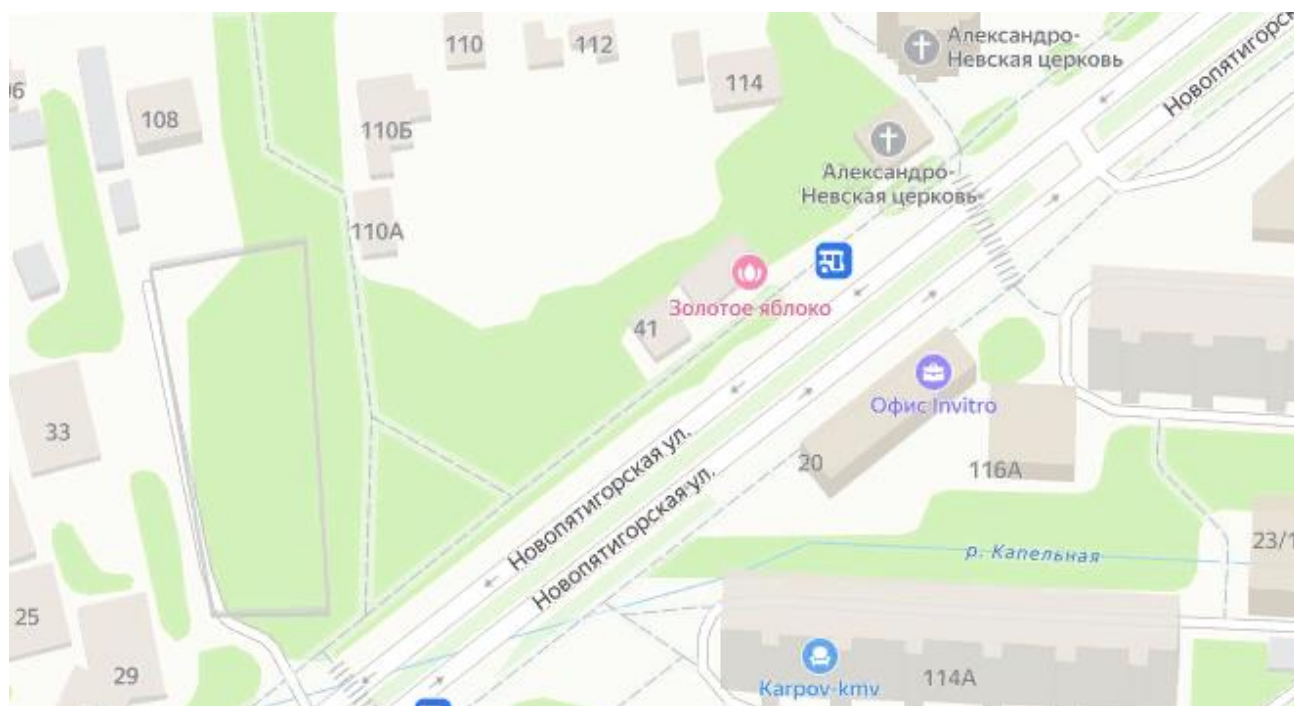 110
112
Александро-
Невская церковь
Новопятигорск
108
114
110Б
Александро-
Невская церковь
110А
Золотое яблоко
41
Офис Invitro
33
20
116А
Новопятигорская ул.
Новопятигорская ул.
р. Капельная
23/1
25
29
114А
Karpov-kmv